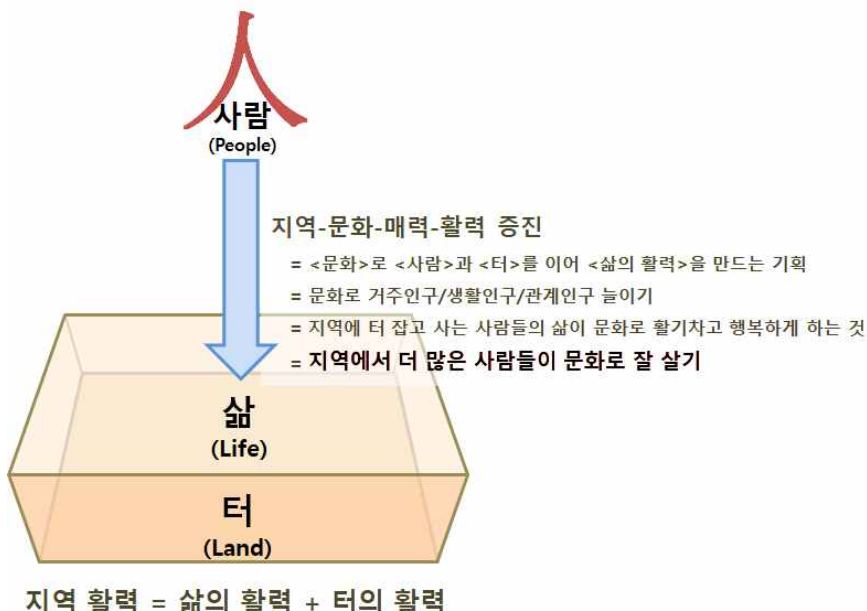 사람
(People)
지역-문화-매력-활력 증진
= <문화>로 <사람>과 <터>를 이어 <삶의 활력>을 만드는 기획
= 문화로 거주인구/생활인구/관계인구 늘이기
= 지역에 터 잡고 사는 사람들의 삶이 문화로 활기차고 행복하게 하는 것
= 지역에서 더 많은 사람들이 문화로 잘 살기
삶
(Life)
터
(Land)
지역 활력 = 삶의 활력 + 터의 활력